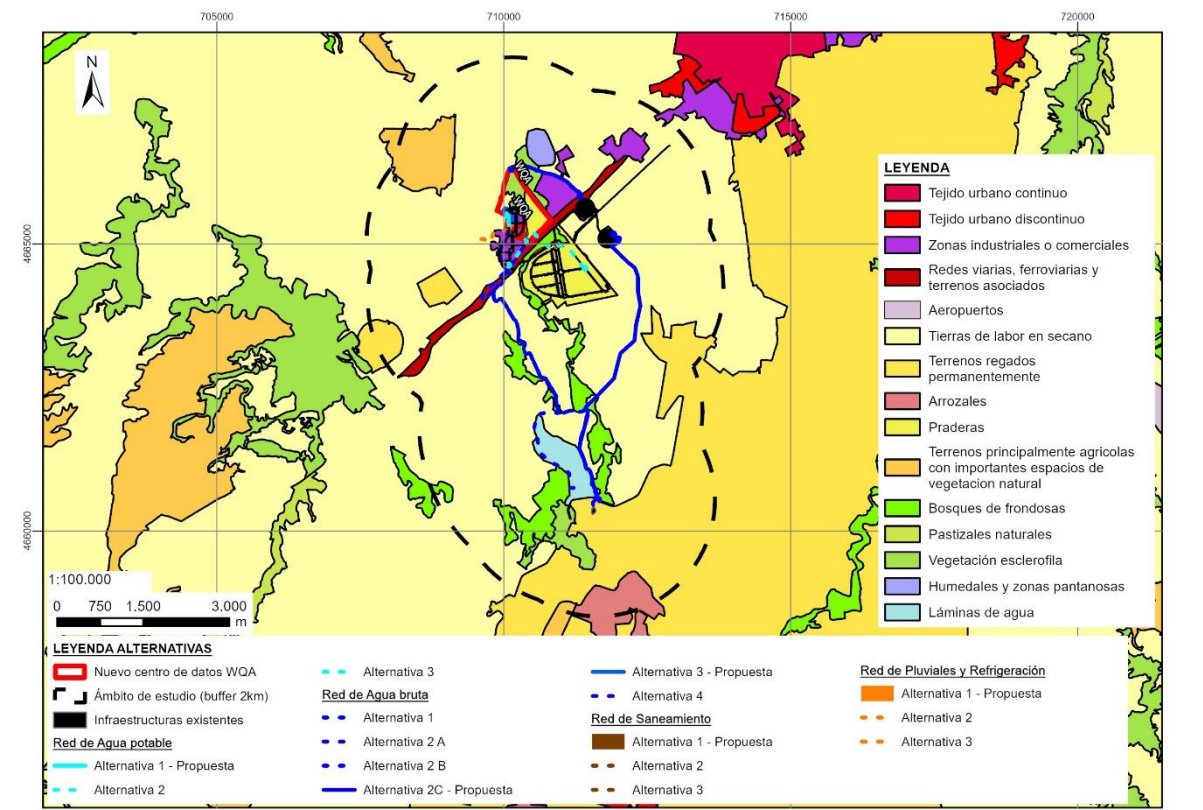 705000
710000
715000
720000
N
4665000
4660000
WQA
WQA
LEYENDA
Tejido urbano continuo
Tejido urbano discontinuo
Zonas industriales o comerciales
Redes viarias, ferroviarias y
terrenos asociados
Aeropuertos
Tierras de labor en secano
Terrenos regados
permanentemente
Arrozales
Praderas
Terrenos principalmente agricolas
con importantes espacios de
vegetacion natural
Bosques de frondosas
Pastizales naturales
Vegetación esclerofila
Humedales y zonas pantanosas
Láminas de agua
1:100.000
0 750 1.500 3.000
m
LEYENDA ALTERNATIVAS
Nuevo centro de datos WQA
Ámbito de estudio (buffer 2km)
Infraestructuras existentes
Red de Agua potable
Alternativa 1 - Propuesta
Alternativa 2
Alternativa 3
Red de Agua bruta
Alternativa 1
Alternativa 2 A
Alternativa 2 B
Alternativa 2C - Propuesta
Alternativa 3 - Propuesta
Alternativa 4
Red de Saneamiento
Alternativa 1 - Propuesta
Alternativa 2
Alternativa 3
Red de Pluviales y Refrigeración
Alternativa 1 - Propuesta
Alternativa 2
Alternativa 3